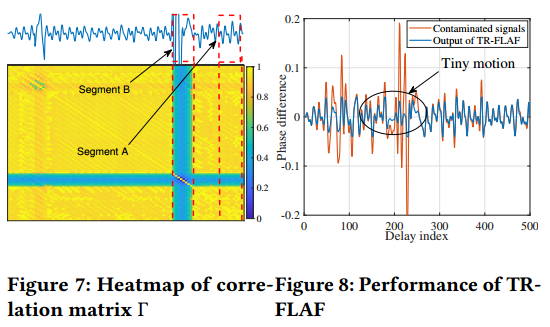 Segment B
Segment A
1
0.8
0.6
0.4
0.2
0
Figure 7: Heatmap of corre-
lation matrix Γ
Contaminated signals
Output of TR-FLAF
Tiny motion
Phase difference
0.2
0.1
0
-0.1
-0.2
0 100 200 300 400 500
Delay index
Figure 8: Performance of TR-
FLAF